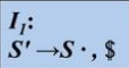 I₁:
S' → S ·, $